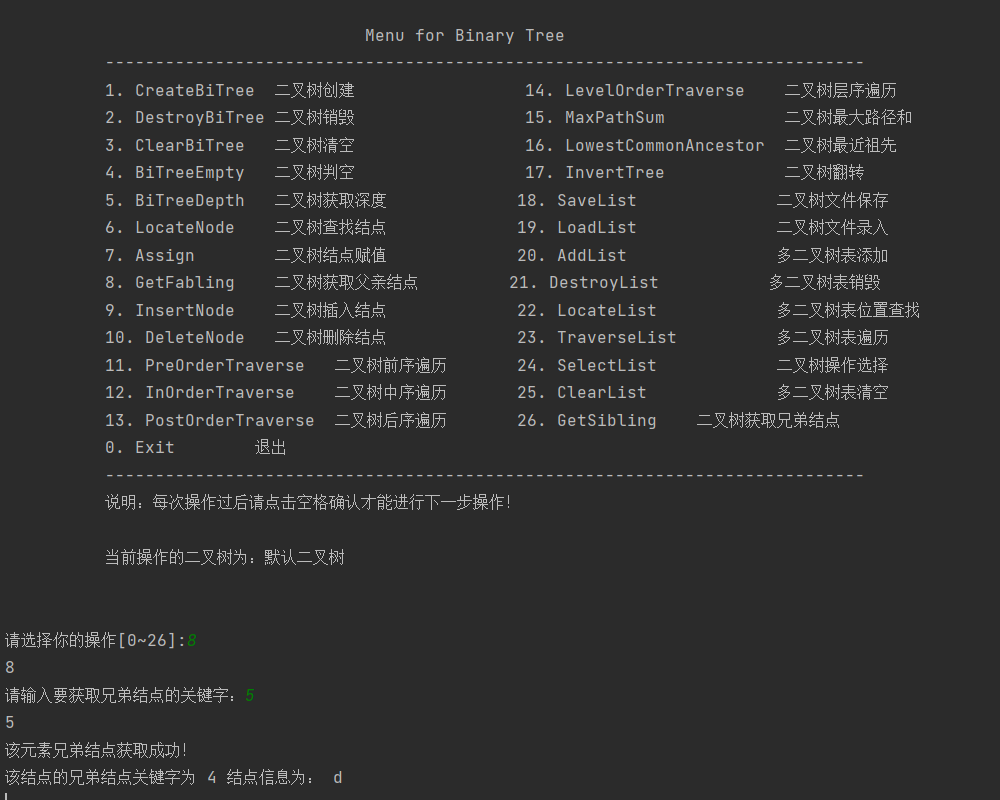 Menu for Binary Tree
----------------------------------------------------------------------------
1. CreateBiTree 二叉树创建 14. LevelOrderTraverse 二叉树层序遍历
2. DestroyBiTree 二叉树销毁 15. MaxPathSum 二叉树最大路径和
3. ClearBiTree 二叉树清空 16. LowestCommonAncestor 二叉树最近祖先
4. BiTreeEmpty 二叉树判空 17. InvertTree 二叉树翻转
5. BiTreeDepth 二叉树获取深度 18. SaveList 二叉树文件保存
6. LocateNode 二叉树查找结点 19. LoadList 二叉树文件录入
7. Assign 二叉树结点赋值 20. AddList 多二叉树表添加
8. GetFabling 二叉树获取父亲结点 21. DestroyList 多二叉树表销毁
9. InsertNode 二叉树插入结点 22. LocateList 多二叉树表位置查找
10. DeleteNode 二叉树删除结点 23. TraverseList 多二叉树表遍历
11. PreOrderTraverse 二叉树前序遍历 24. SelectList 二叉树操作选择
12. InOrderTraverse 二叉树中序遍历 25. ClearList 多二叉树表清空
13. PostOrderTraverse 二叉树后序遍历 26. GetSibling 二叉树获取兄弟结点
0. Exit 退出
----------------------------------------------------------------------------
说明：每次操作过后请点击空格确认才能进行下一步操作！
当前操作的二叉树为：默认二叉树
请选择你的操作[0~26]:8
8
请输入要获取兄弟结点的关键字：5
5
该元素兄弟结点获取成功！
该结点的兄弟结点关键字为 4 结点信息为： d